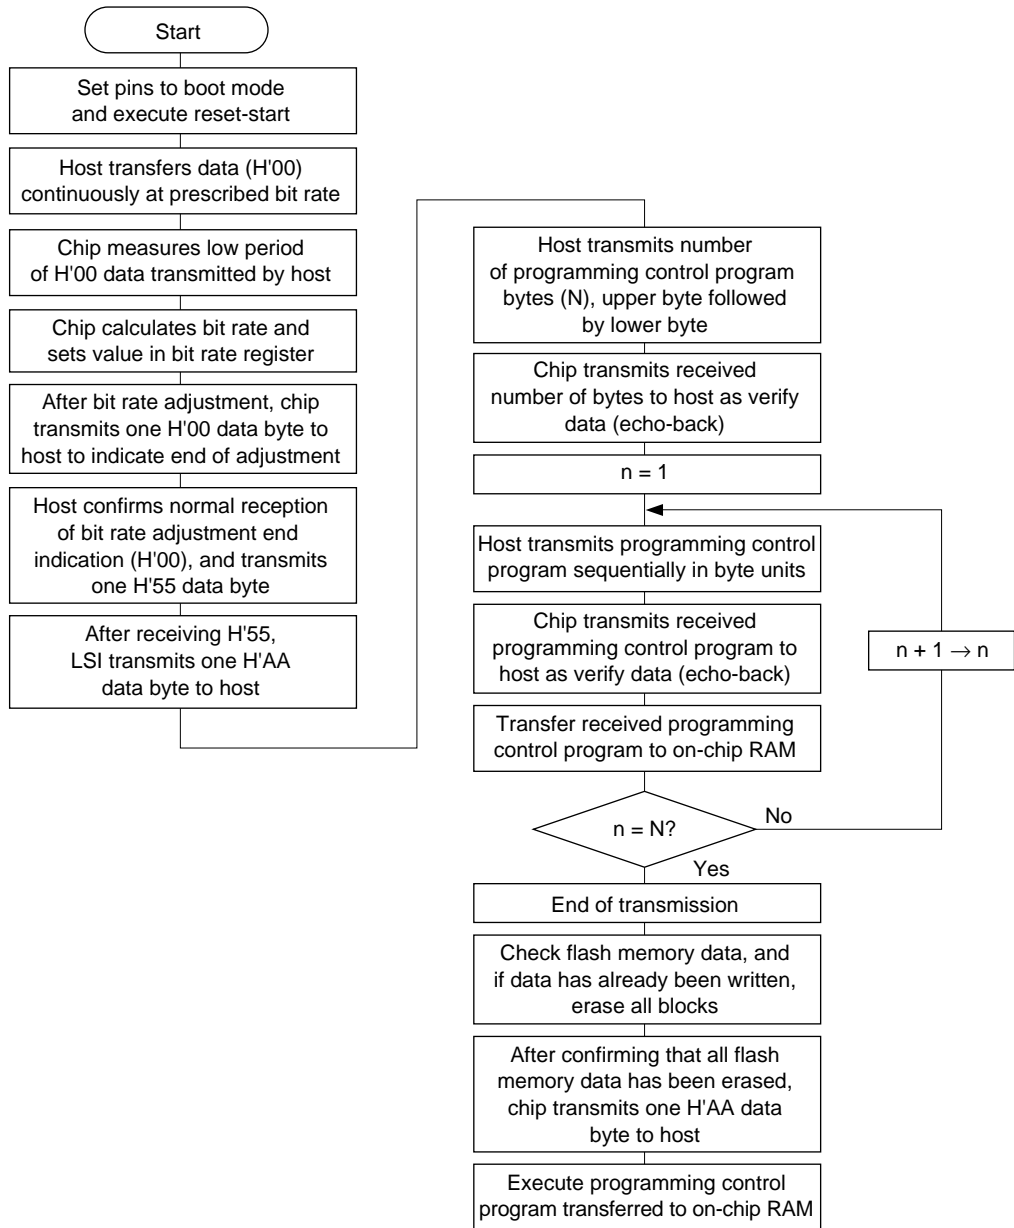 Start
Set pins to boot mode
and execute reset-start
Host transfers data (H'00)
continuously at prescribed bit rate
Chip measures low period
of H'00 data transmitted by host
Chip calculates bit rate and
sets value in bit rate register
After bit rate adjustment, chip
transmits one H'00 data byte to
host to indicate end of adjustment
Host confirms normal reception
of bit rate adjustment end
indication (H'00), and transmits
one H'55 data byte
After receiving H'55,
LSI transmits one H'AA
data byte to host
Host transmits number
of programming control program
bytes (N), upper byte followed
by lower byte
Chip transmits received
number of bytes to host as verify
data (echo-back)
n = 1
Host transmits programming control
program sequentially in byte units
Chip transmits received
programming control program to
host as verify data (echo-back)
n + 1 → n
Transfer received programming
control program to on-chip RAM
n = N?
No
Yes
End of transmission
Check flash memory data, and
if data has already been written,
erase all blocks
After confirming that all flash
memory data has been erased,
chip transmits one H'AA data
byte to host
Execute programming control
program transferred to on-chip RAM